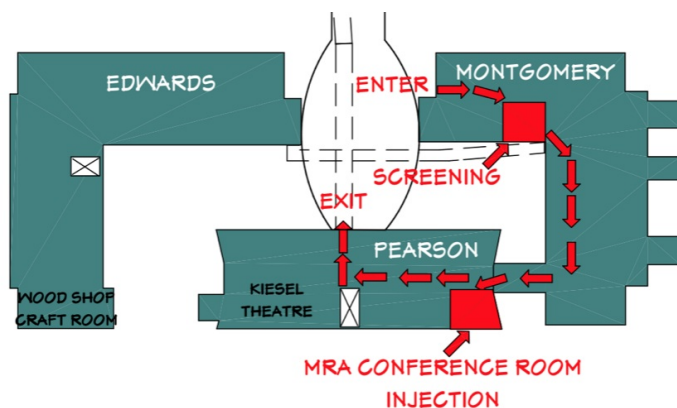 EDWARDS
ENTER
MONTGOMERY
SCREENING
EXIT
PEARSON
KIESEL
THEATRE
WOOD SHOP
CRAFT ROOM
MRA CONFERENCE ROOM
INJECTION